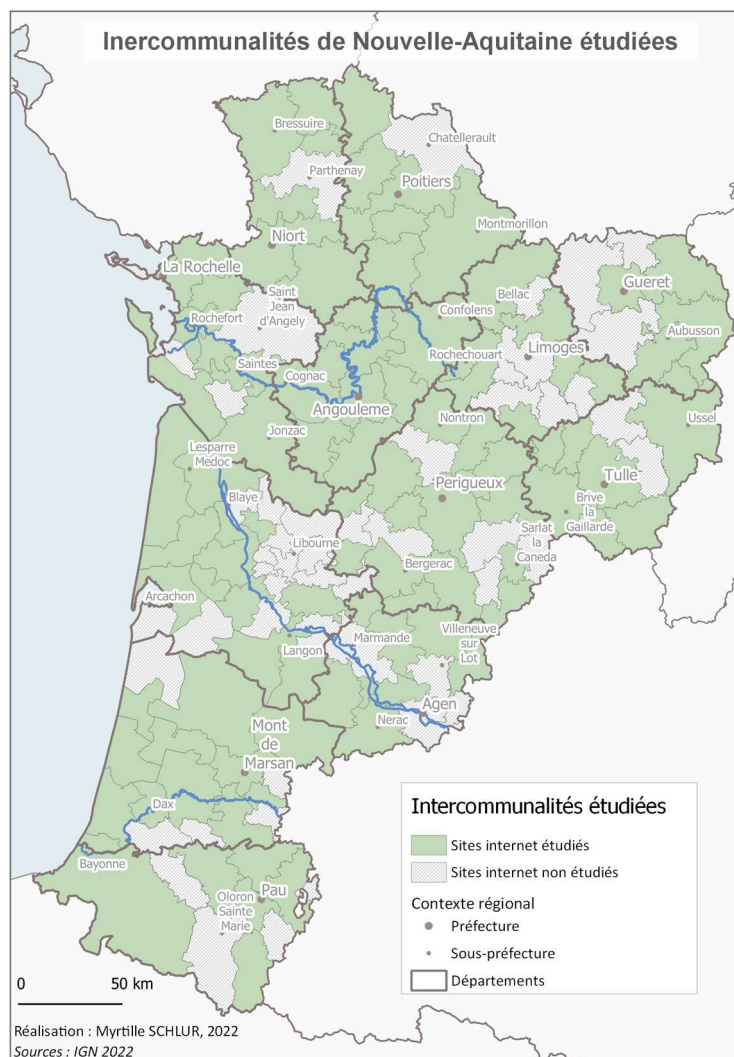 Inercommunalités de Nouvelle-Aquitaine étudiées
Bressuire
Chatellerault
Parthenay
Poitiers
Montmorillon
Niort
La Rochelle
Saint
Jean
d'Angely
Rochefort
Saintes
Cognac
Angouleme
Confolens
Bellac
Gueret
Aubusson
Rochechouart
Limoges
Jonzac
Nontron
Ussel
Lesparre
Medoc
Perigueux
Tulle
Blaye
Brive
la
Gaillarde
Libourne
Sarlat
la
Caneda
Bergerac
Arcachon
Langon
Marmande
Villeneuve
sur
Lot
Agen
Nerac
Mont
de
Marsan
Dax
Bayonne
Oloron
Sainte
Marie
Pau
Intercommunalités étudiées
Sites internet étudiés
Sites internet non étudiés
Contexte régional
Préfecture
Sous-préfecture
Départements
0 50 km
Réalisation : Myrtille SCHLUR, 2022
Sources : IGN 2022